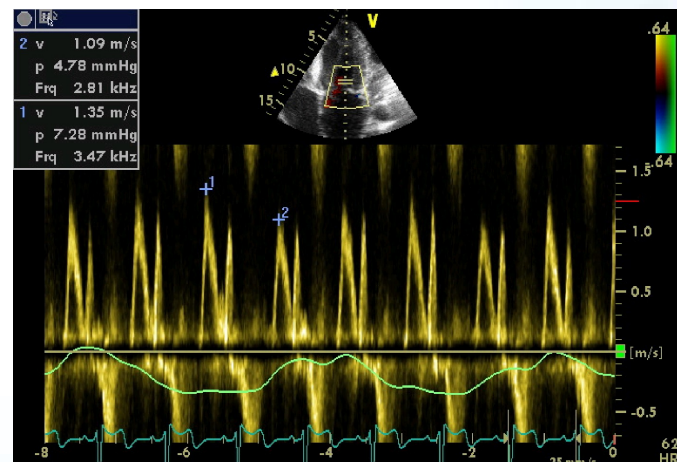 V
5
10
15
.64
-.64
2 v 1.09 m/s
p 4.78 mmHg
Frq 2.81 kHz
1 v 1.35 m/s
p 7.28 mmHg
Frq 3.47 kHz
1
2
1.5
1.0
0.5
[m/s]
-0.5
-8
-6
-4
-2
0
62
HR